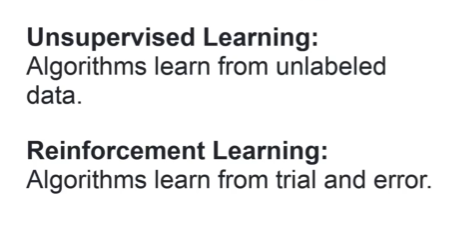 Unsupervised Learning:
Algorithms learn from unlabeled
data.
Reinforcement Learning:
Algorithms learn from trial and error.